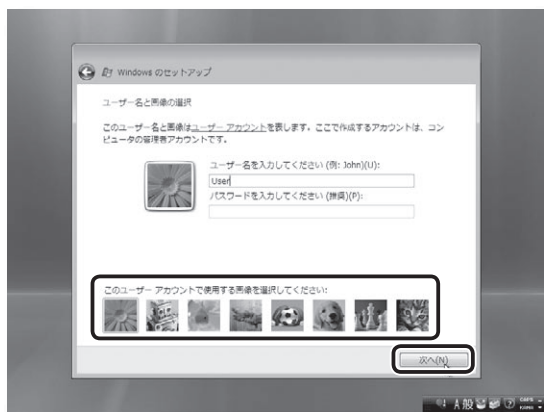 Windows のセットアップ
ユーザー名と画像の選択
このユーザー名と画像はユーザー アカウントを表します。ここで作成するアカウントは、コン
ピュータの管理者アカウントです。
ユーザー名を入力してください (例: John)(U):
User
パスワードを入力してください (推奨)(P):
このユーザー アカウントで使用する画像を選択してください:
次へ(N)
A 般
CAPS
KANA